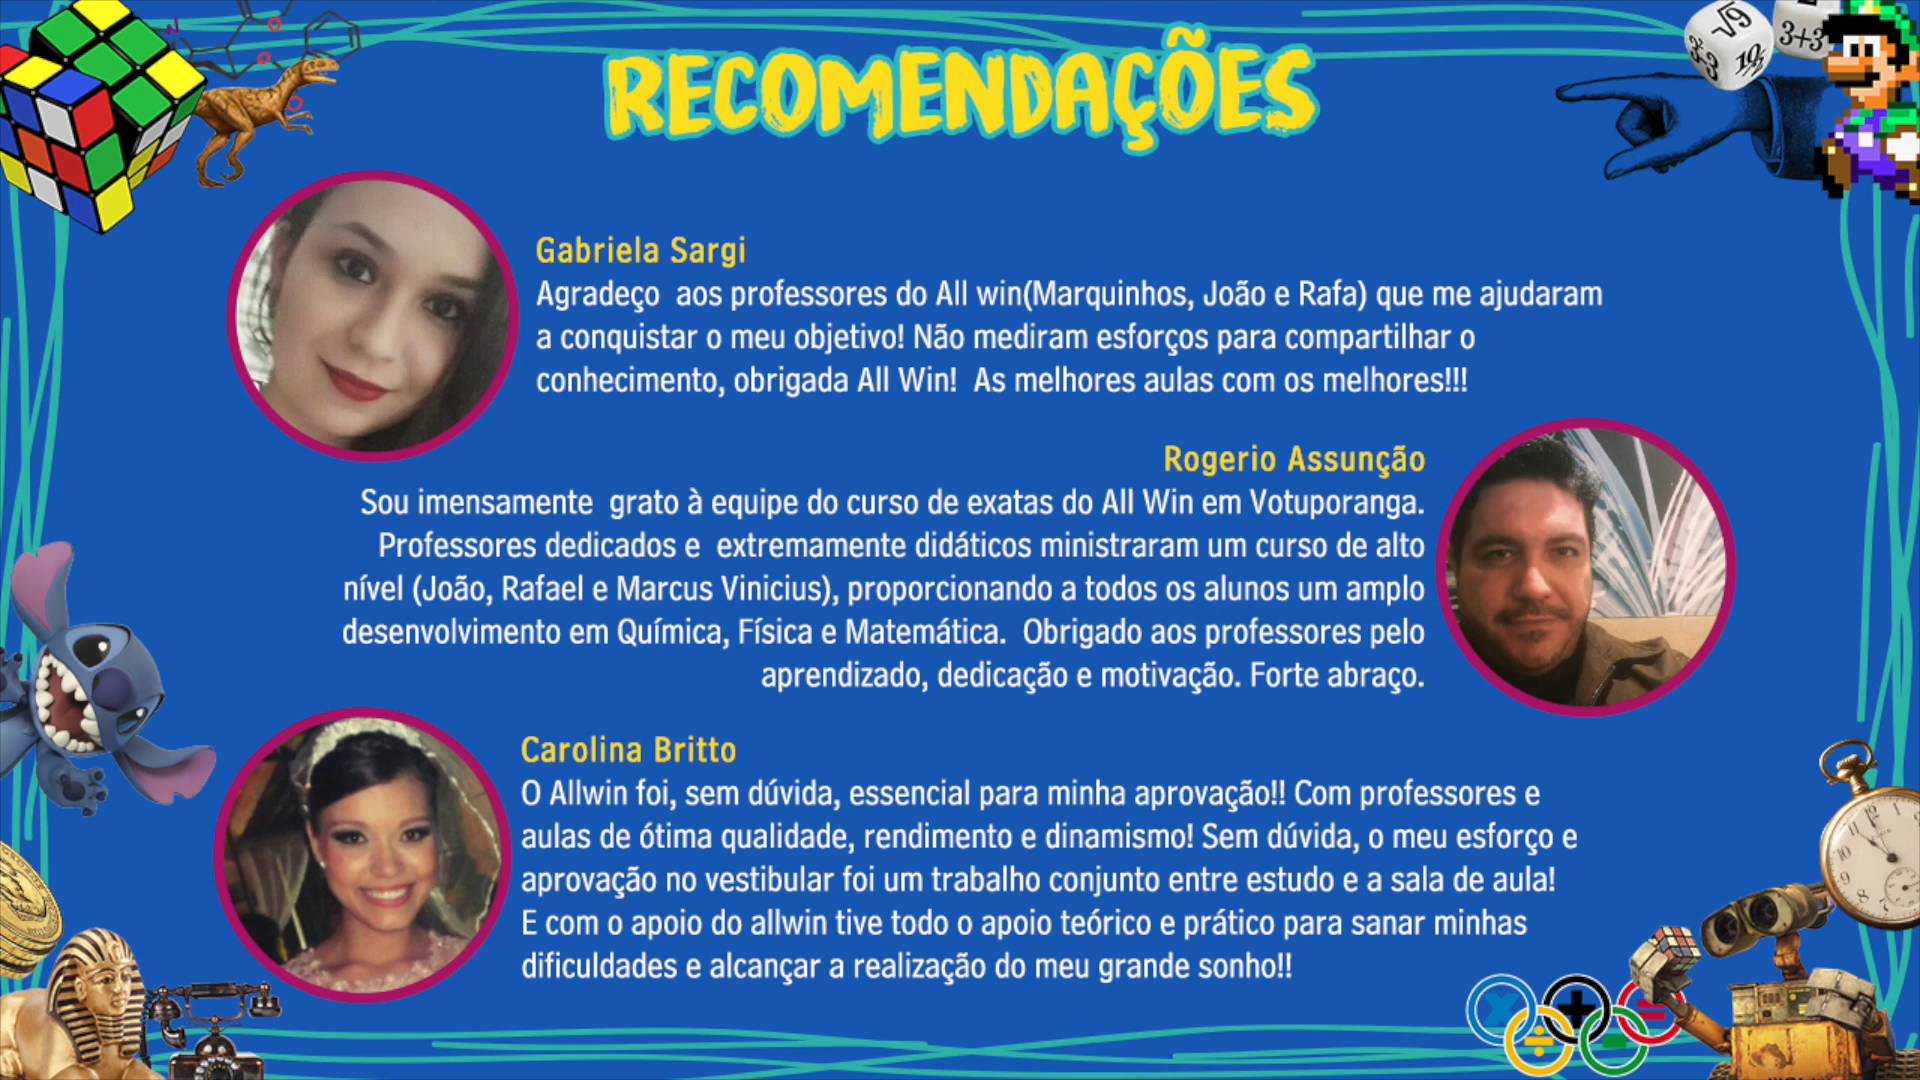 RECOMENDAÇÕES
Gabriela Sargi
Agradeço aos professores do All win(Marquinhos, João e Rafa) que me ajudaram
a conquistar o meu objetivo! Não mediram esforços para compartilhar o
conhecimento, obrigada All Win! As melhores aulas com os melhores!!!
Rogerio Assunção
Sou imensamente grato à equipe do curso de exatas do All Win em Votuporanga.
Professores dedicados e extremamente didáticos ministraram um curso de alto
nível (João, Rafael e Marcus Vinicius), proporcionando a todos os alunos um amplo
desenvolvimento em Química, Física e Matemática. Obrigado aos professores pelo
aprendizado, dedicação e motivação. Forte abraço.
Carolina Britto
O Allwin foi, sem dúvida, essencial para minha aprovação!! Com professores e
aulas de ótima qualidade, rendimento e dinamismo! Sem dúvida, o meu esforço e
aprovação no vestibular foi um trabalho conjunto entre estudo e a sala de aula!
E com o apoio do allwin tive todo o apoio teórico e prático para sanar minhas
dificuldades e alcançar a realização do meu grande sonho!!
√9
3+3